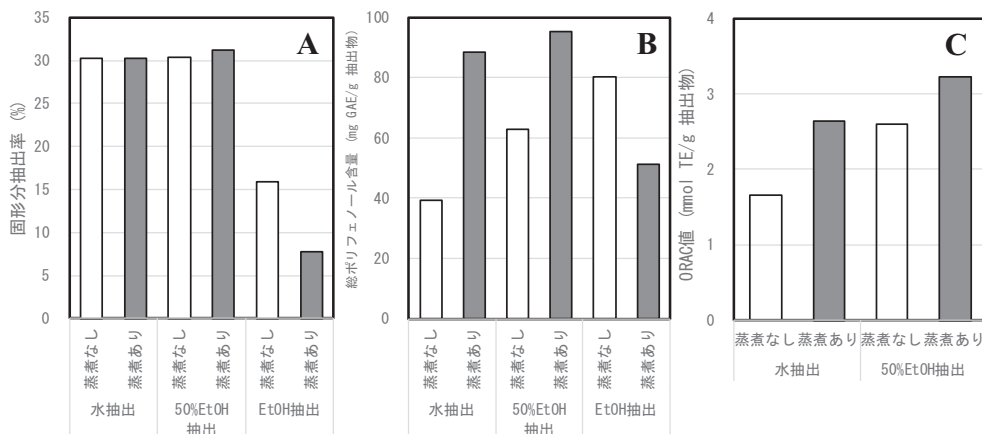 A
固形分抽出率 (%)
35
30
25
20
15
10
5
0
蒸煮なし
蒸煮あり
蒸煮なし
蒸煮あり
蒸煮なし
蒸煮あり
水抽出
50%EtOH
抽出
EtOH抽出
B
総ポリフェノール含量 (mg GAE/g 抽出物)
100
80
60
40
20
0
蒸煮なし
蒸煮あり
蒸煮なし
蒸煮あり
蒸煮なし
蒸煮あり
水抽出
50%EtOH
抽出
EtOH抽出
C
ORAC値 (mmol TE/g 抽出物)
4
3
2
1
0
蒸煮なし 蒸煮あり 蒸煮なし 蒸煮あり
水抽出 50%EtOH抽出